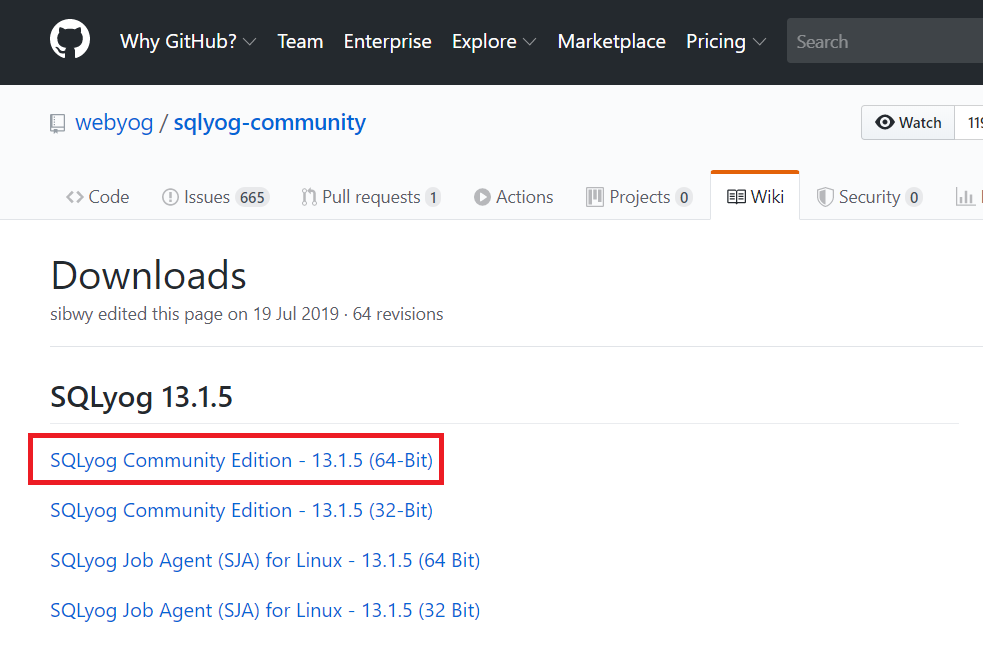 Why GitHub? Team Enterprise Explore Marketplace Pricing Search
webyog / sqlyog-community
Watch 119
Code Issues 665 Pull requests 1 Actions Projects 0 Wiki Security 0
Downloads
sibwy edited this page on 19 Jul 2019 · 64 revisions
SQLyog 13.1.5
SQLyog Community Edition - 13.1.5 (64-Bit)
SQLyog Community Edition - 13.1.5 (32-Bit)
SQLyog Job Agent (SJA) for Linux - 13.1.5 (64 Bit)
SQLyog Job Agent (SJA) for Linux - 13.1.5 (32 Bit)